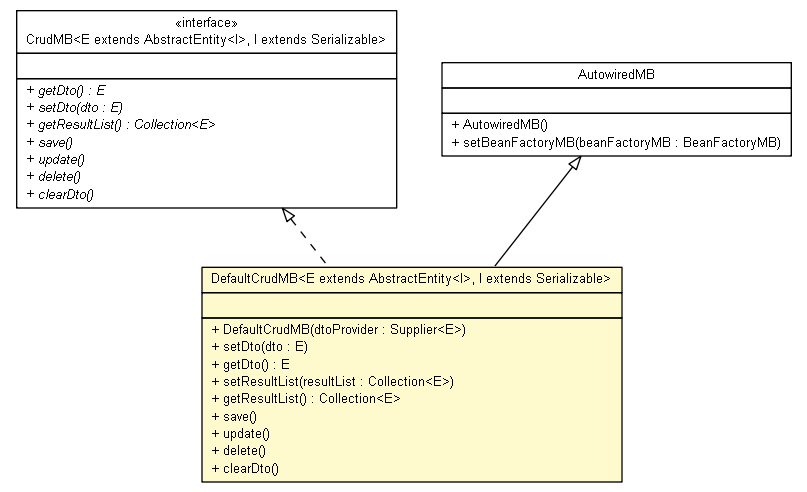 «interface»
CrudMB<E extends AbstractEntity<I>, I extends Serializable>
+ getDto() : E
+ setDto(dto : E)
+ getResultList() : Collection<E>
+ save()
+ update()
+ delete()
+ clearDto()
AutowiredMB
+ AutowiredMB()
+ setBeanFactoryMB(beanFactoryMB : BeanFactoryMB)
DefaultCrudMB<E extends AbstractEntity<I>, I extends Serializable>
+ DefaultCrudMB(dtoProvider : Supplier<E>)
+ setDto(dto : E)
+ getDto() : E
+ setResultList(resultList : Collection<E>)
+ getResultList() : Collection<E>
+ save()
+ update()
+ delete()
+ clearDto()